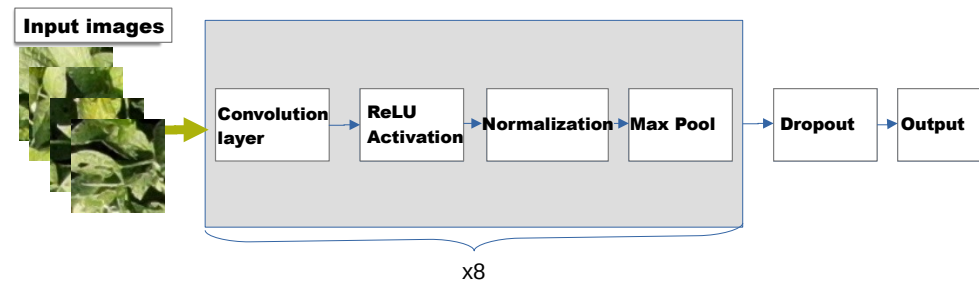 Input images
Convolution
layer
ReLU
Activation
Normalization
Max Pool
Dropout
Output
x8